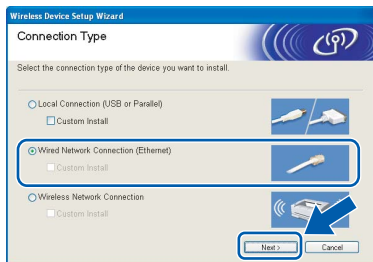 Wireless Device Setup Wizard
Connection Type
Select the connection type of the device you want to install.
Local Connection (USB or Parallel)
Custom Install
Wired Network Connection (Ethernet)
Custom Install
Wireless Network Connection
Custom Install
Next >
Cancel